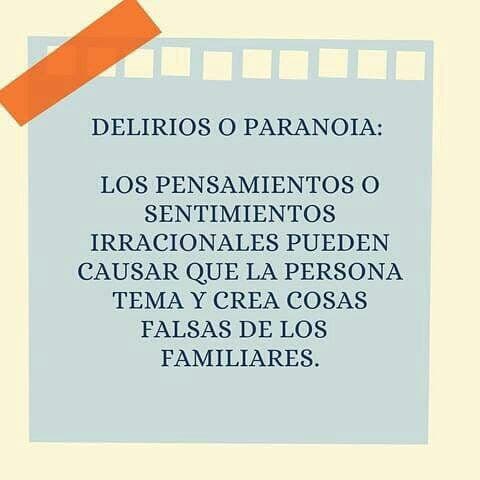 DELIRIOS O PARANOIA:
LOS PENSAMIENTOS O
SENTIMIENTOS
IRRACIONALES PUEDEN
CAUSAR QUE LA PERSONA
TEMA Y CREA COSAS
FALSAS DE LOS
FAMILIARES.